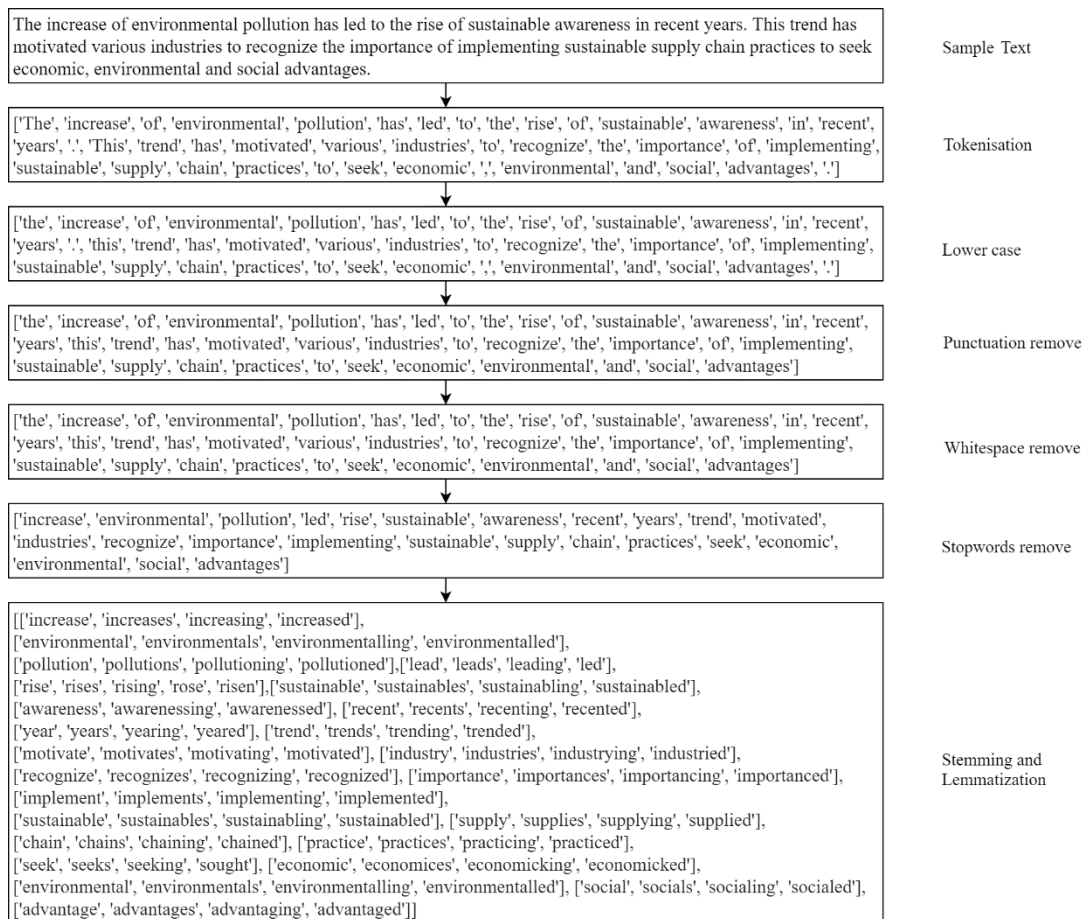 The increase of environmental pollution has led to the rise of sustainable awareness in recent years. This trend has
motivated various industries to recognize the importance of implementing sustainable supply chain practices to seek
economic, environmental and social advantages.
Sample Text
['The', 'increase', 'of', 'environmental', 'pollution', 'has', 'led', 'to', 'the', 'rise', 'of', 'sustainable', 'awareness', 'in', 'recent',
'years', '.', 'This', 'trend', 'has', 'motivated', 'various', 'industries', 'to', 'recognize', 'the', 'importance', 'of', 'implementing',
'sustainable', 'supply', 'chain', 'practices', 'to', 'seek', 'economic', ',', 'environmental', 'and', 'social', 'advantages', '.']
Tokenisation
['the', 'increase', 'of', 'environmental', 'pollution', 'has', 'led', 'to', 'the', 'rise', 'of', 'sustainable', 'awareness', 'in', 'recent',
'years', '.', 'this', 'trend', 'has', 'motivated', 'various', 'industries', 'to', 'recognize', 'the', 'importance', 'of', 'implementing',
'sustainable', 'supply', 'chain', 'practices', 'to', 'seek', 'economic', ',', 'environmental', 'and', 'social', 'advantages', '.']
Lower case
['the', 'increase', 'of', 'environmental', 'pollution', 'has', 'led', 'to', 'the', 'rise', 'of', 'sustainable', 'awareness', 'in', 'recent',
'years', 'this', 'trend', 'has', 'motivated', 'various', 'industries', 'to', 'recognize', 'the', 'importance', 'of', 'implementing',
'sustainable', 'supply', 'chain', 'practices', 'to', 'seek', 'economic', 'environmental', 'and', 'social', 'advantages']
Punctuation remove
['the', 'increase', 'of', 'environmental', 'pollution', 'has', 'led', 'to', 'the', 'rise', 'of', 'sustainable', 'awareness', 'in', 'recent',
'years', 'this', 'trend', 'has', 'motivated', 'various', 'industries', 'to', 'recognize', 'the', 'importance', 'of', 'implementing',
'sustainable', 'supply', 'chain', 'practices', 'to', 'seek', 'economic', 'environmental', 'and', 'social', 'advantages']
Whitespace remove
['increase', 'environmental', 'pollution', 'led', 'rise', 'sustainable', 'awareness', 'recent', 'years', 'trend', 'motivated',
'industries', 'recognize', 'importance', 'implementing', 'sustainable', 'supply', 'chain', 'practices', 'seek', 'economic',
'environmental', 'social', 'advantages']
Stopwords remove
[['increase', 'increases', 'increasing', 'increased'],
['environmental', 'environmentals', 'environmentalling', 'environmentalled'],
['pollution', 'pollutions', 'pollutioning', 'pollutioned'],['lead', 'leads', 'leading', 'led'],
['rise', 'rises', 'rising', 'rose', 'risen'],['sustainable', 'sustainables', 'sustainabling', 'sustainabled'],
['awareness', 'awarenessing', 'awarenessed'], ['recent', 'recents', 'recenting', 'recented'],
['year', 'years', 'yearing', 'yeared'], ['trend', 'trends', 'trending', 'trended'],
['motivate', 'motivates', 'motivating', 'motivated'], ['industry', 'industries', 'industrying', 'industried'],
['recognize', 'recognizes', 'recognizing', 'recognized'], ['importance', 'importances', 'importancing', 'importanced'],
['implement', 'implements', 'implementing', 'implemented'],
['sustainable', 'sustainables', 'sustainabling', 'sustainabled'], ['supply', 'supplies', 'supplying', 'supplied'],
['chain', 'chains', 'chaining', 'chained'], ['practice', 'practices', 'practicing', 'practiced'],
['seek', 'seeks', 'seeking', 'sought'], ['economic', 'economices', 'economicking', 'economicked'],
['environmental', 'environmentals', 'environmentalling', 'environmentalled'], ['social', 'socials', 'socialing', 'socialed'],
['advantage', 'advantages', 'advantaging', 'advantaged']]
Stemming and
Lemmatization